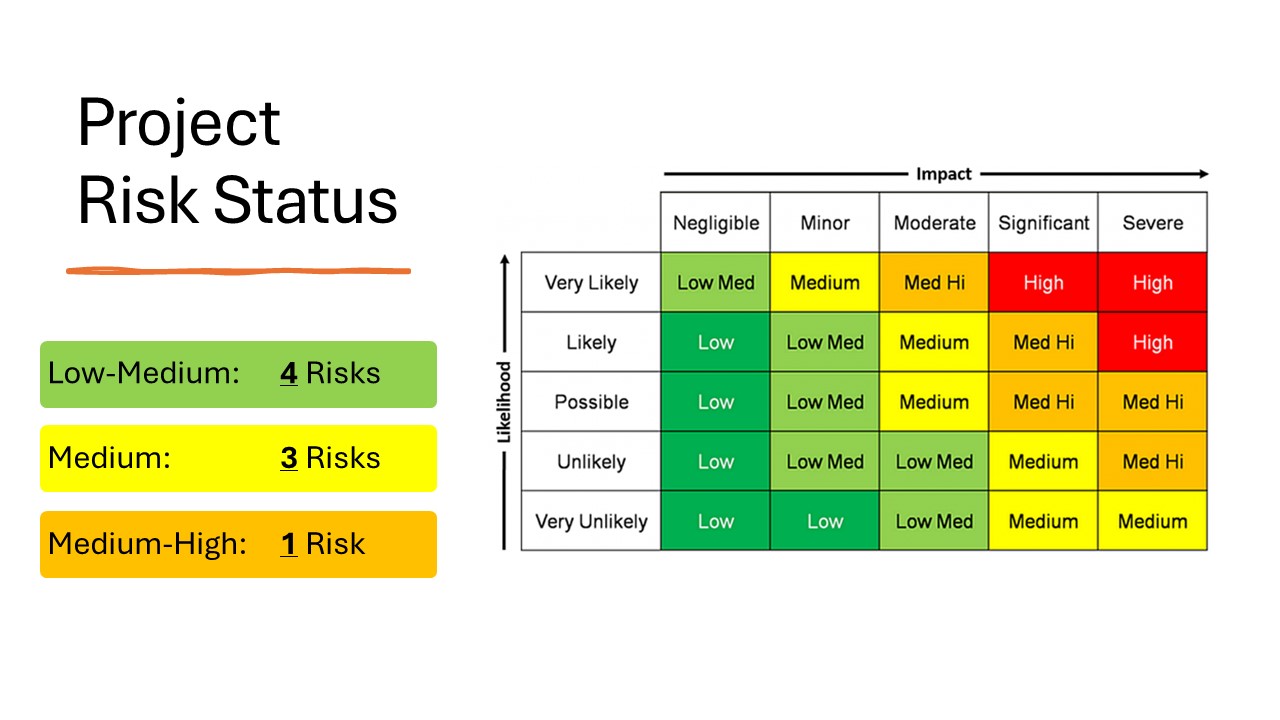 Project
Risk Status
Low-Medium: 4 Risks
Medium: 3 Risks
Medium-High: 1 Risk
Impact
Negligible Minor Moderate Significant Severe
Likelihood
Very Likely Low Med Medium Med Hi High High
Likely Low Low Med Medium Med Hi High
Possible Low Low Med Medium Med Hi Med Hi
Unlikely Low Low Med Low Med Medium Med Hi
Very Unlikely Low Low Low Med Medium Medium